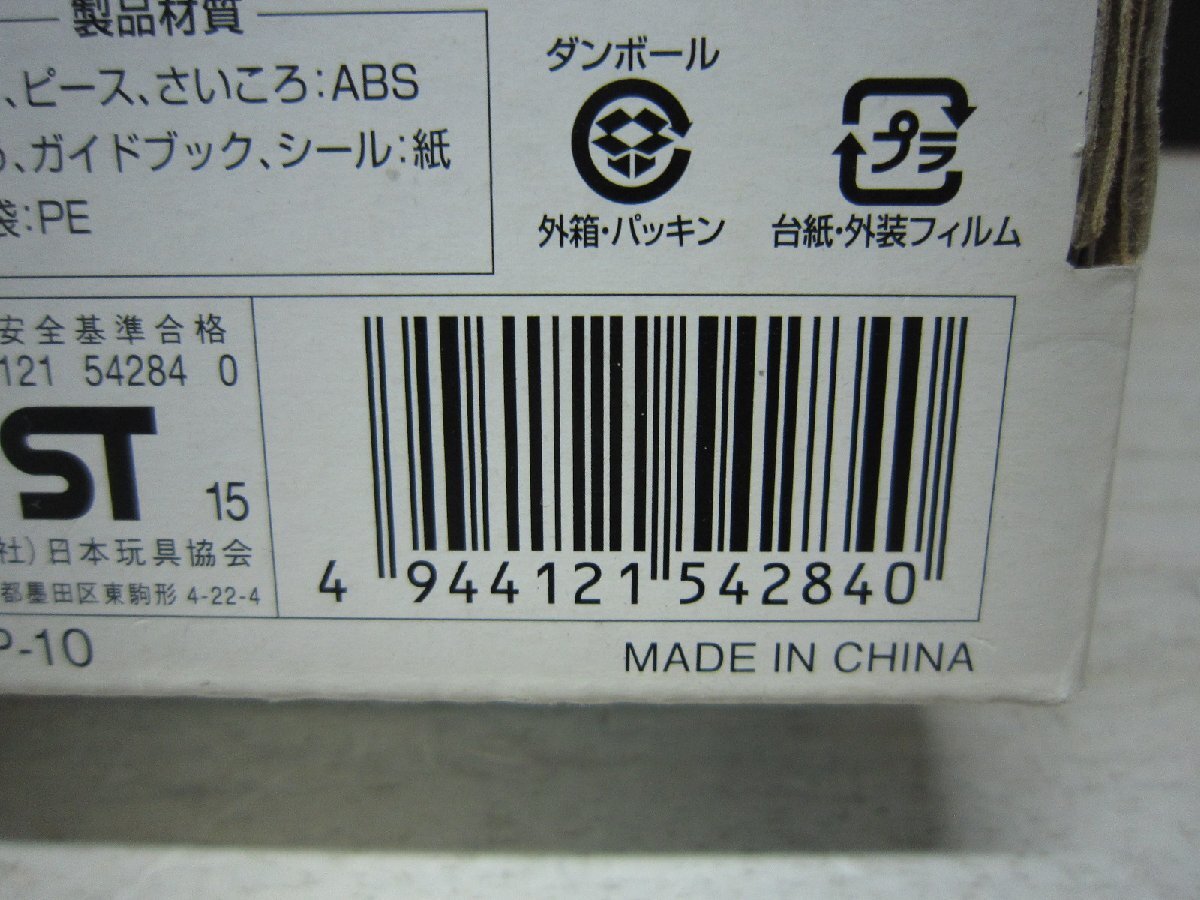 製品材質
、ピース、さいころ:ABS
、ガイドブック、シール:紙
袋:PE
ダンボール
外箱・パッキン
プラ
台紙・外装フィルム
安全基準合格
121 54284 0
ST 15
社)日本玩具協会
都墨田区東駒形 4-22-4
4 944121 542840
P-10
MADE IN CHINA